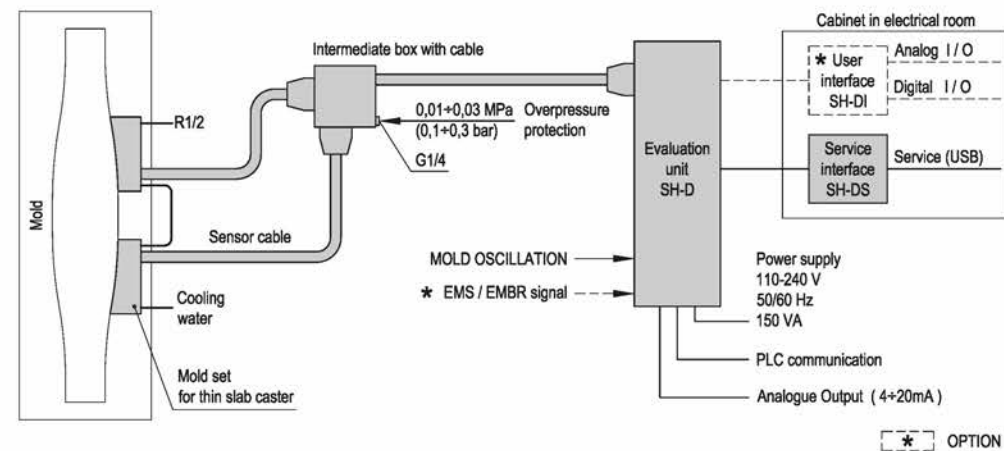 Cabinet in electrical room
Intermediate box with cable
* User
interface
SH-DI
Analog I / O
Digital I / O
R1/2
0,01÷0,03 MPa
(0,1÷0,3 bar)
Overpressure
protection
G1/4
Evaluation
unit
SH-D
Service
interface
SH-DS
Service (USB)
Mold
Sensor cable
MOLD OSCILLATION
* EMS / EMBR signal
Power supply
110-240 V
50/60 Hz
150 VA
Cooling
water
PLC communication
Mold set
for thin slab caster
Analogue Output ( 4÷20mA )
* OPTION